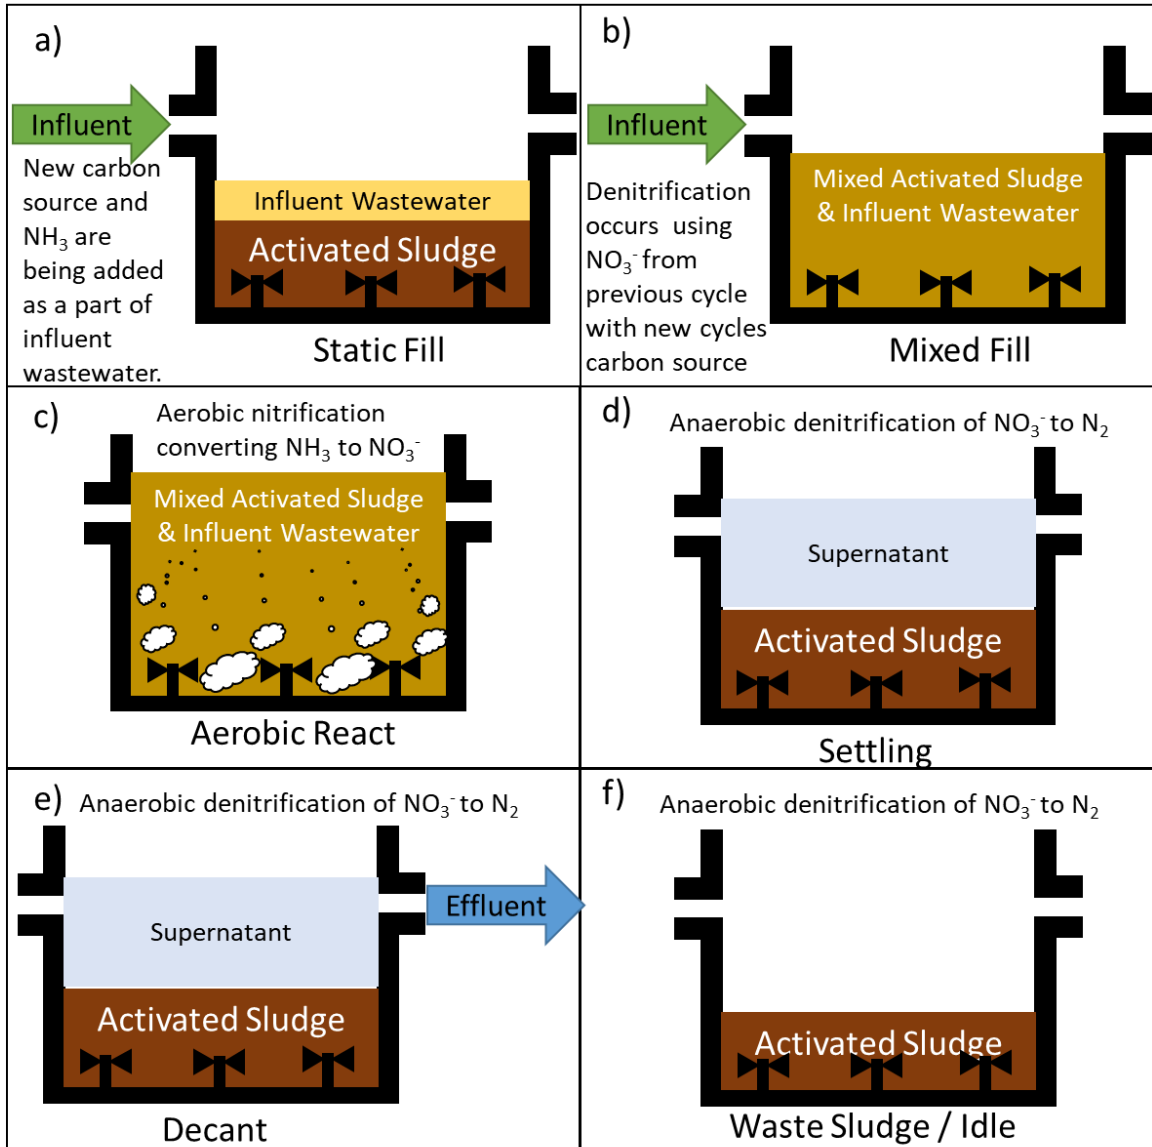 a)
Influent
New carbon
source and
NH₃ are
being added
as a part of
influent
wastewater.
Influent Wastewater
Activated Sludge
Static Fill
b)
Influent
Denitrification
occurs using
NO₃⁻ from
previous cycle
with new cycles
carbon source
Mixed Activated Sludge
& Influent Wastewater
Mixed Fill
c)
Aerobic nitrification
converting NH₃ to NO₃⁻
Mixed Activated Sludge
& Influent Wastewater
Aerobic React
d)
Anaerobic denitrification of NO₃⁻ to N₂
Supernatant
Activated Sludge
Settling
e)
Anaerobic denitrification of NO₃⁻ to N₂
Supernatant
Effluent
Activated Sludge
Decant
f)
Anaerobic denitrification of NO₃⁻ to N₂
Activated Sludge
Waste Sludge / Idle